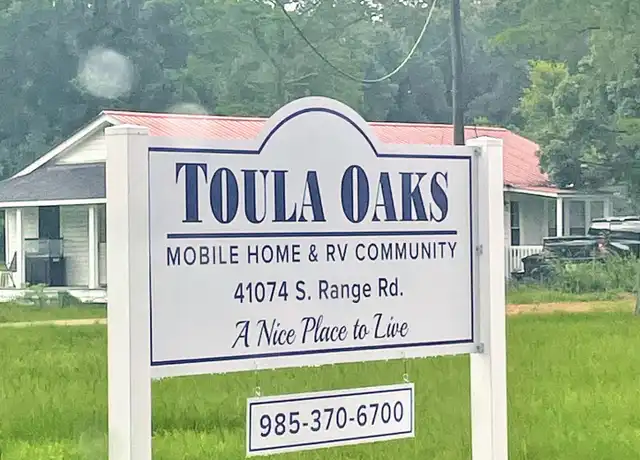 TOULA OAKS
MOBILE HOME & RV COMMUNITY
41074 S. Range Rd.
A Nice Place to Live
985-370-6700